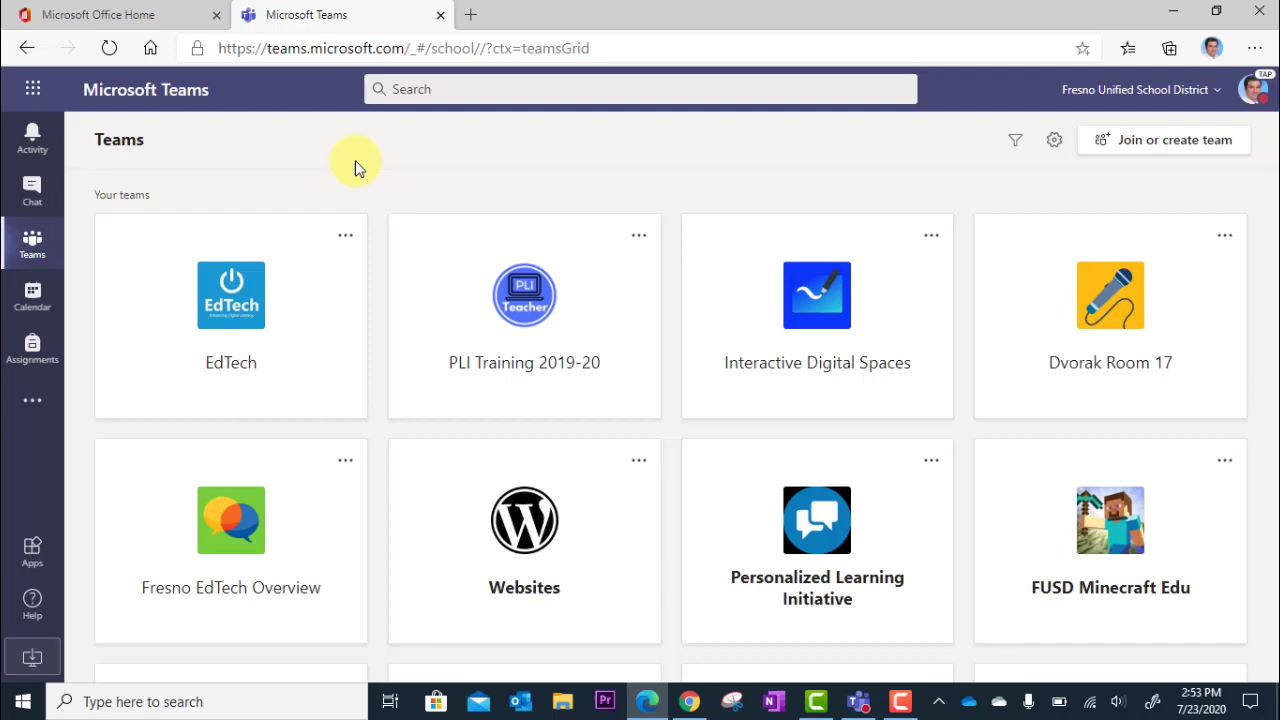 Microsoft Office Home
Microsoft Teams
https://teams.microsoft.com/_#/school//?ctx=teamsGrid
Microsoft Teams
Search
Fresno Unified School District
TAP
Activity
Chat
Teams
Calendar
Assignments
Apps
Help
Teams
Join or create team
Your teams
EdTech
EdTech
PLI
Teacher
PLI Training 2019-20
Interactive Digital Spaces
Dvorak Room 17
Fresno EdTech Overview
W
Websites
Personalized Learning
Initiative
FUSD Minecraft Edu
Type here to search
Pr
2:53 PM
7/23/2020